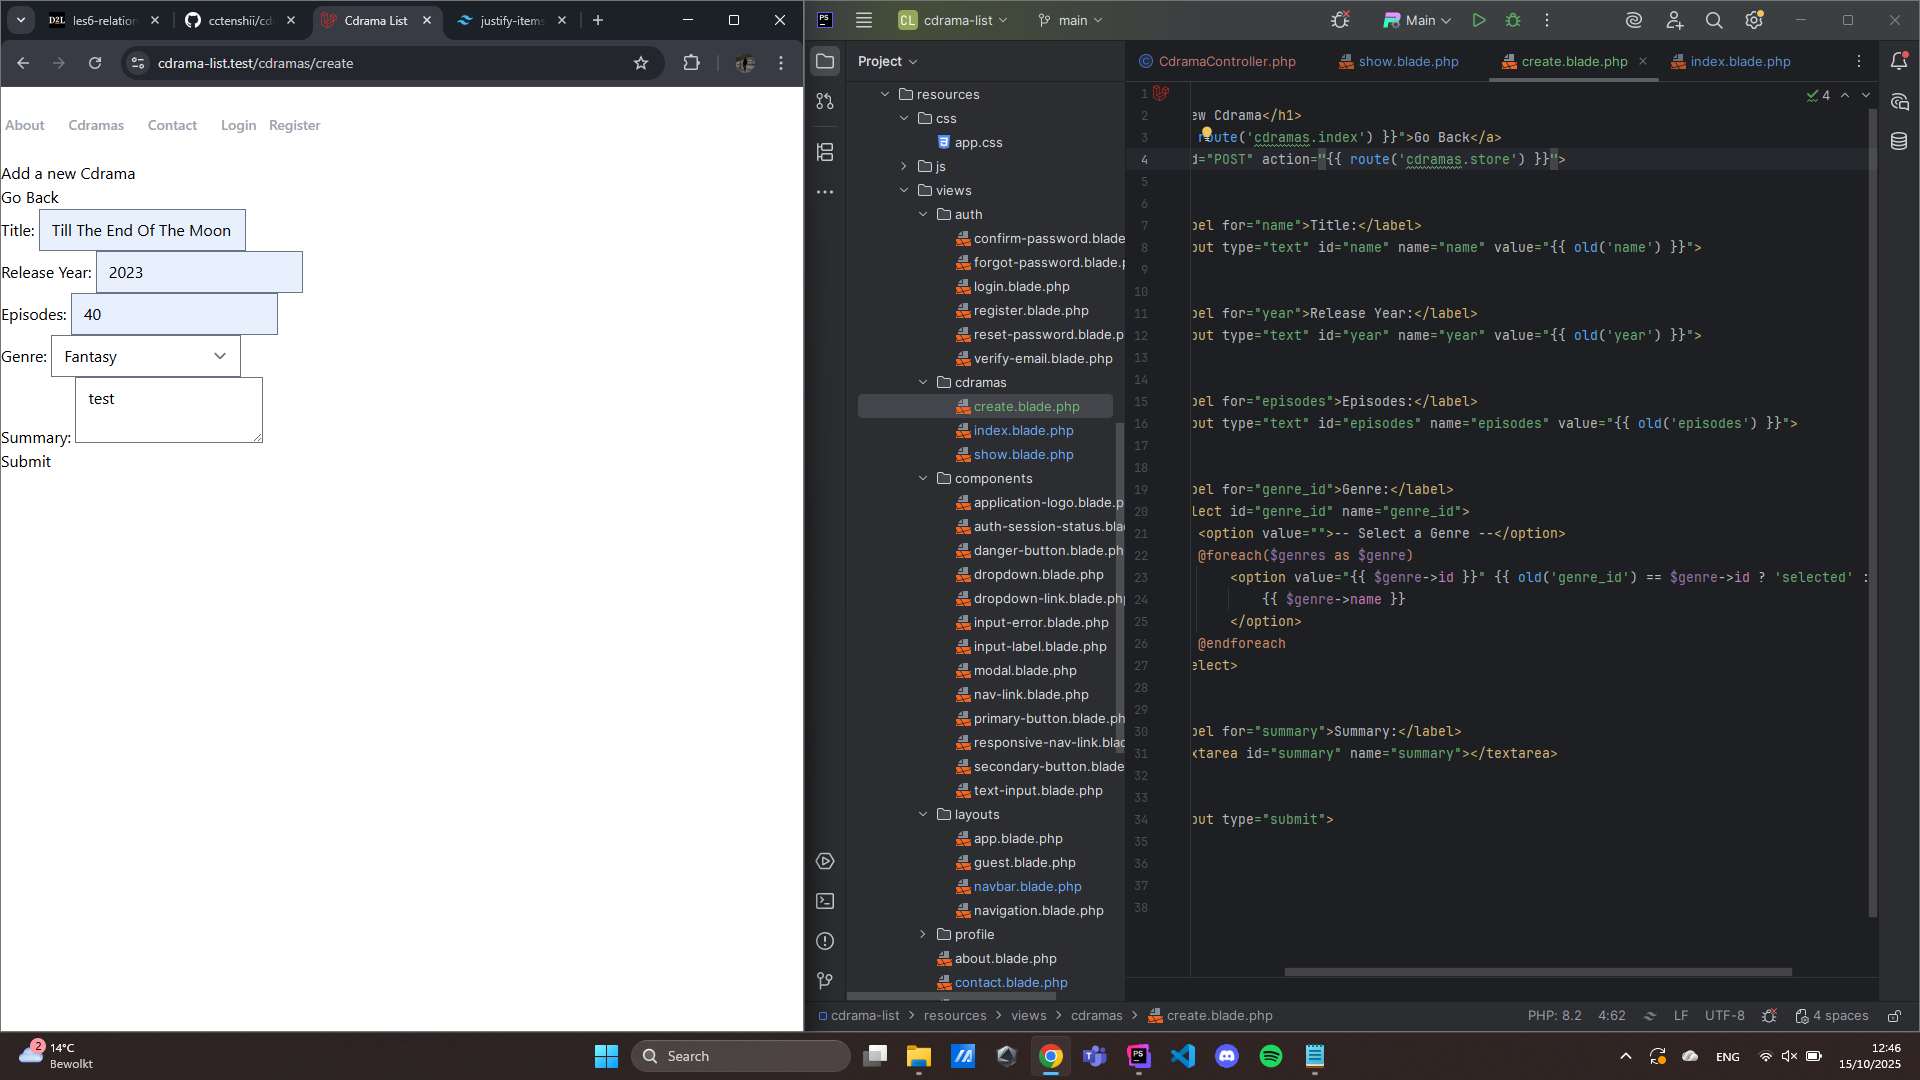 les6-relation
cctenshii/cd
Cdrama List
justify-items
cdrama-list.test/cdramas/create
About
Cdramas
Contact
Login
Register
Add a new Cdrama
Go Back
Title: Till The End Of The Moon
Release Year: 2023
Episodes: 40
Genre: Fantasy
test
Summary:
Submit
CL cdrama-list
main
Main
Project
resources
css
app.css
js
views
auth
confirm-password.blade
forgot-password.blade.p
login.blade.php
register.blade.php
reset-password.blade.p
verify-email.blade.php
cdramas
create.blade.php
index.blade.php
show.blade.php
components
application-logo.blade.p
auth-session-status.blad
danger-button.blade.ph
dropdown.blade.php
dropdown-link.blade.php
input-error.blade.php
input-label.blade.php
modal.blade.php
nav-link.blade.php
primary-button.blade.ph
responsive-nav-link.blad
secondary-button.blade
text-input.blade.php
layouts
app.blade.php
guest.blade.php
navbar.blade.php
navigation.blade.php
profile
about.blade.php
contact.blade.php
CdramaController.php
show.blade.php
create.blade.php
index.blade.php
4
1
2 ew Cdrama</h1>
3 route('cdramas.index') }}">Go Back</a>
4 d="POST" action="{{ route('cdramas.store') }}">
5
6
7 bel for="name">Title:</label>
8 put type="text" id="name" name="name" value="{{ old('name') }}">
9
10
11 bel for="year">Release Year:</label>
12 put type="text" id="year" name="year" value="{{ old('year') }}">
13
14
15 bel for="episodes">Episodes:</label>
16 put type="text" id="episodes" name="episodes" value="{{ old('episodes') }}">
17
18
19 bel for="genre_id">Genre:</label>
20 lect id="genre_id" name="genre_id">
21 <option value="">-- Select a Genre --</option>
22 @foreach($genres as $genre)
23 <option value="{{ $genre->id }}" {{ old('genre_id') == $genre->id ? 'selected' :
24 {{ $genre->name }}
25 </option>
26 @endforeach
27 elect>
28
29
30 bel for="summary">Summary:</label>
31 xtarea id="summary" name="summary"></textarea>
32
33
34 put type="submit">
35
36
37
38
cdrama-list > resources > views > cdramas > create.blade.php
PHP: 8.2
4:62
LF
UTF-8
4 spaces
2
14°C
Bewolkt
Search
ENG
12:46
15/10/2025